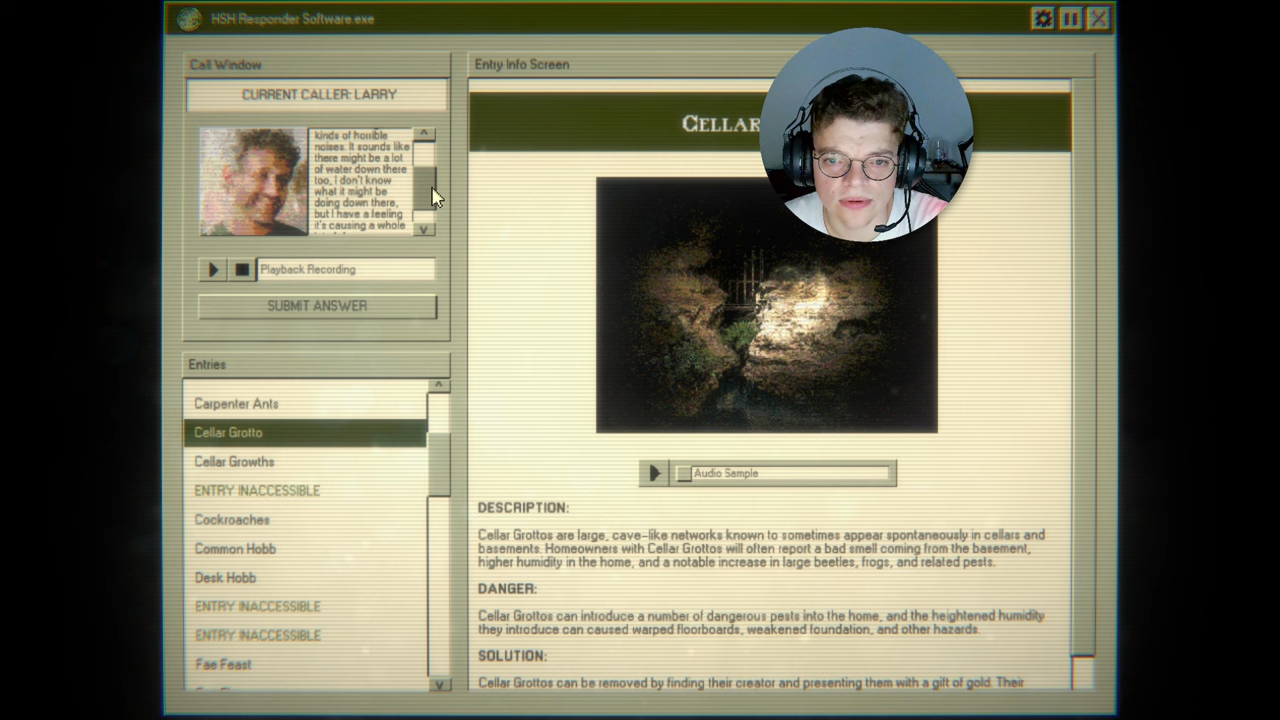 HSH Responder Software.exe
Call Window
CURRENT CALLER: LARRY
kinds of horrible
noises. It sounds like
there might be a lot
of water down there
too, I don't know
what it might be
doing down there,
but I have a feeling
it's causing a whole
Playback Recording
SUBMIT ANSWER
Entries
Carpenter Ants
Cellar Grotto
Cellar Growths
ENTRY INACCESSIBLE
Cockroaches
Common Hobb
Desk Hobb
ENTRY INACCESSIBLE
ENTRY INACCESSIBLE
Fae Feast
Entry Info Screen
CELLAR
Audio Sample
DESCRIPTION:
Cellar Grottos are large, cave-like networks known to sometimes appear spontaneously in cellars and
basements. Homeowners with Cellar Grottos will often report a bad smell coming from the basement,
higher humidity in the home, and a notable increase in large beetles, frogs, and related pests.
DANGER:
Cellar Grottos can introduce a number of dangerous pests into the home, and the heightened humidity
they introduce can caused warped floorboards, weakened foundation, and other hazards.
SOLUTION:
Cellar Grottos can be removed by finding their creator and presenting them with a gift of gold. Their